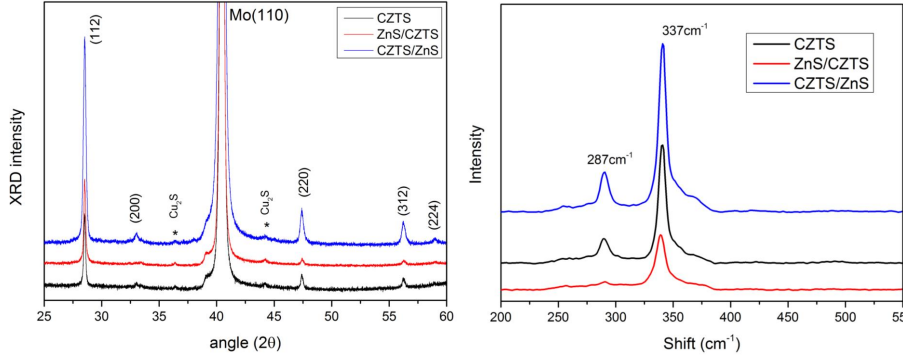 Mo(110)
CZTS
ZnS/CZTS
CZTS/ZnS
(112)
(200)
* Cu2S
* Cu2S
(220)
(312)
(224)
XRD intensity
25 30 35 40 45 50 55 60
angle (2θ)
337cm-1
CZTS
ZnS/CZTS
CZTS/ZnS
287cm-1
Intensity
200 250 300 350 400 450 500 55
Shift (cm-1)